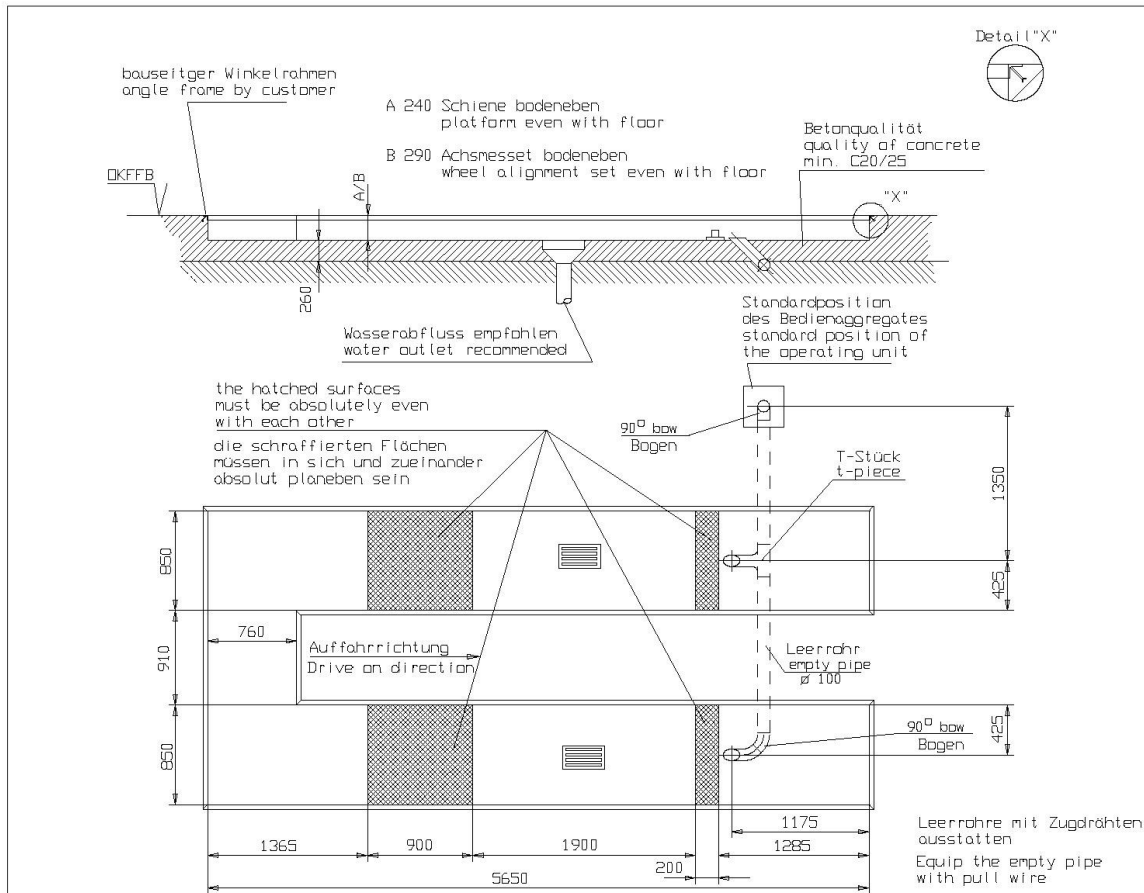 Detail"X"
bauseitger Winkelrahmen
angle frame by customer
A 240 Schiene bodeneben
platform even with floor
B 290 Achsmesset bodeneben
wheel alignment set even with floor
Betonqualität
quality of concrete
min. C20/25
OKFFB
A/B
"X"
260
Wasserabfluss empfohlen
water outlet recommended
Standardposition
des Bedienaggregates
standard position of
the operating unit
the hatched surfaces
must be absolutely even
with each other
die schraffierten Flächen
müssen in sich und zueinander
absolut planeben sein
90° bow
Bogen
T-Stück
t-piece
1350
850
425
760
910
Auffahrrichtung
Drive on direction
Leerrohr
empty pipe
ø 100
850
425
90° bow
Bogen
1175
1365
900
1900
200
1285
5650
Leerrohre mit Zugdrähten
ausstatten
Equip the empty pipe
with pull wire